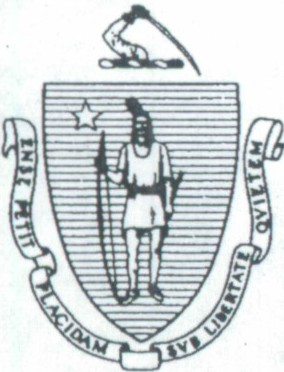 ENSE PETIT
PLACIDAM
SVB LIBERTATE
QVIETEM